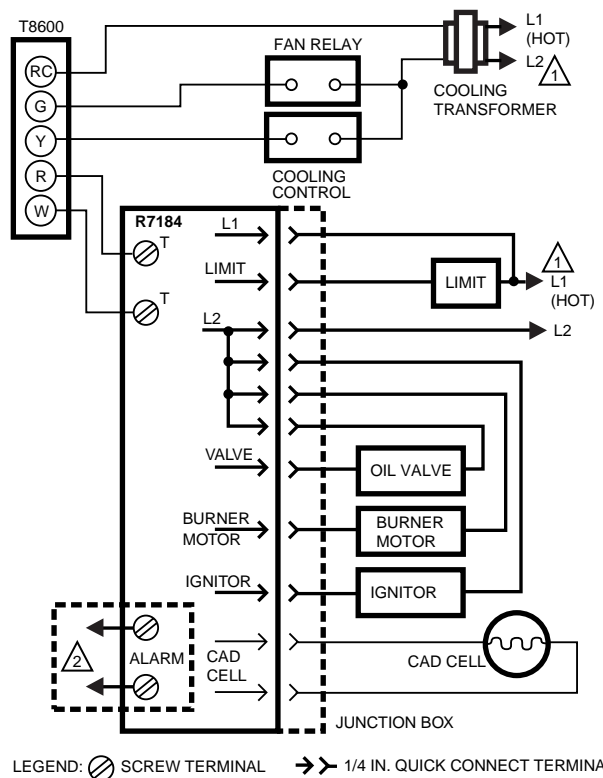 T8600
RC
G
Y
R
W
FAN RELAY
COOLING
CONTROL
L1
(HOT)
L2
1
COOLING
TRANSFORMER
R7184
T
T
L1
LIMIT
L2
VALVE
BURNER
MOTOR
IGNITOR
ALARM
2
CAD
CELL
LIMIT
1
L1
(HOT)
L2
OIL VALVE
BURNER
MOTOR
IGNITOR
CAD CELL
JUNCTION BOX
LEGEND: SCREW TERMINAL 1/4 IN. QUICK CONNECT TERMINA